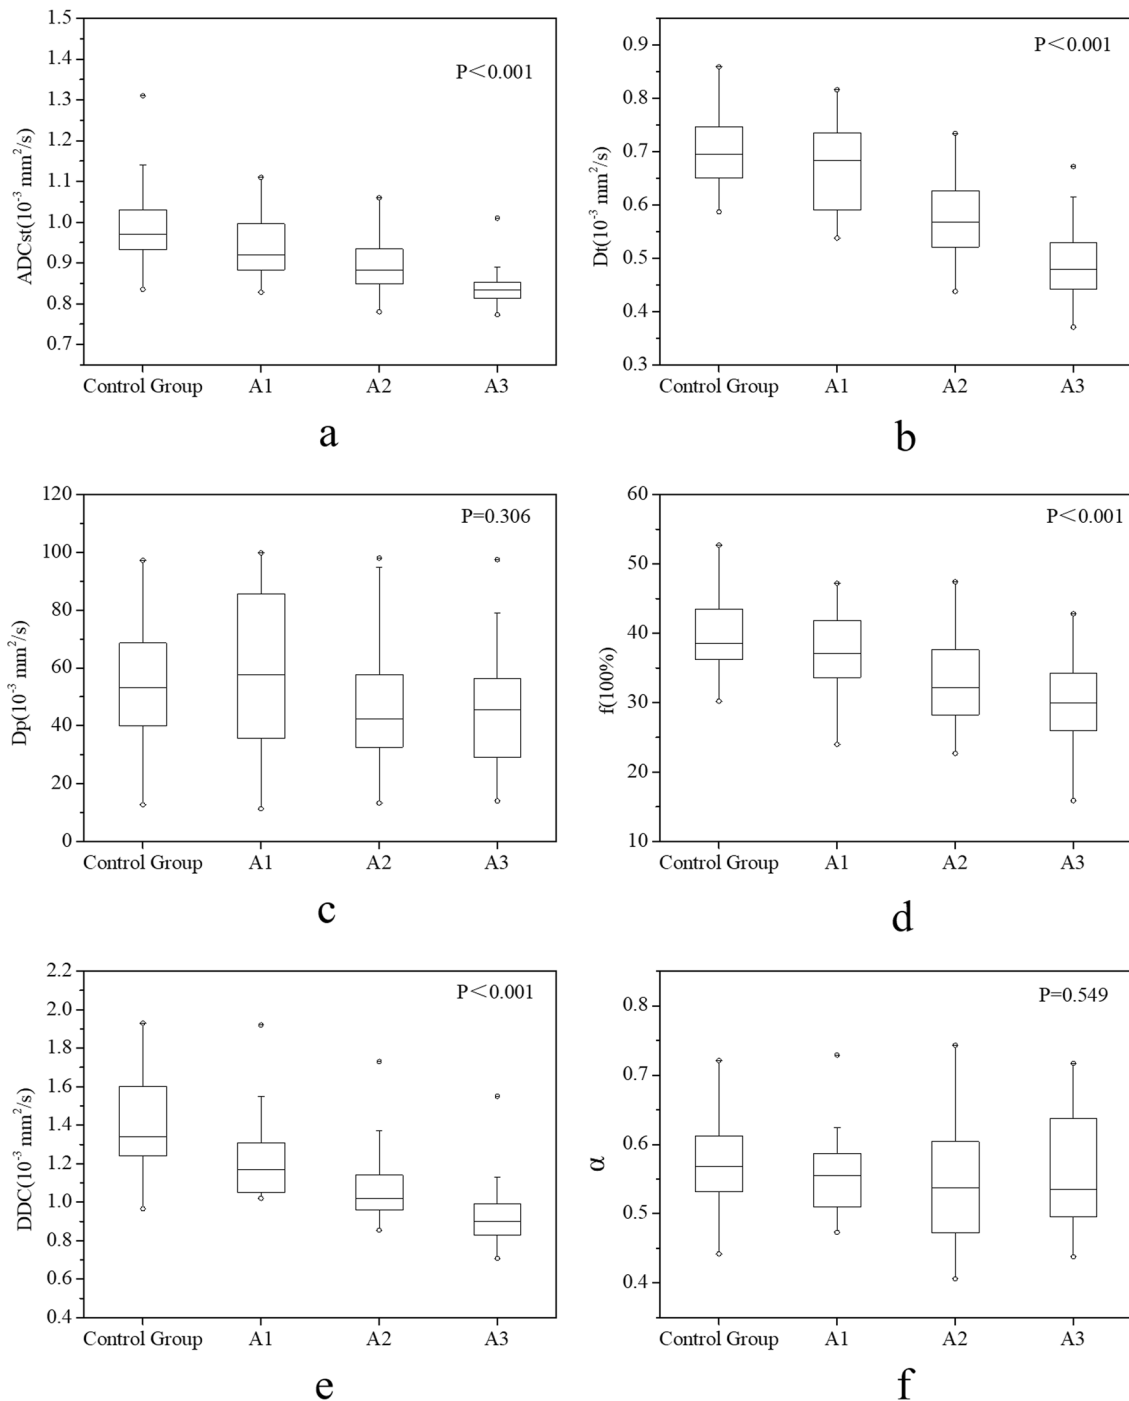 1.5
1.4
1.3
1.2
1.1
1.0
0.9
0.8
0.7
ADCst(10⁻³ mm²/s)
P＜0.001
Control Group A1 A2 A3
a
0.9
0.8
0.7
0.6
0.5
0.4
0.3
Dt(10⁻³ mm²/s)
P＜0.001
Control Group A1 A2 A3
b
120
100
80
60
40
20
0
Dp(10⁻³ mm²/s)
P=0.306
Control Group A1 A2 A3
c
60
50
40
30
20
10
f(100%)
P＜0.001
Control Group A1 A2 A3
d
2.2
2.0
1.8
1.6
1.4
1.2
1.0
0.8
0.6
0.4
DDC(10⁻³ mm²/s)
P＜0.001
Control Group A1 A2 A3
e
0.8
0.7
0.6
0.5
0.4
α
P=0.549
Control Group A1 A2 A3
f